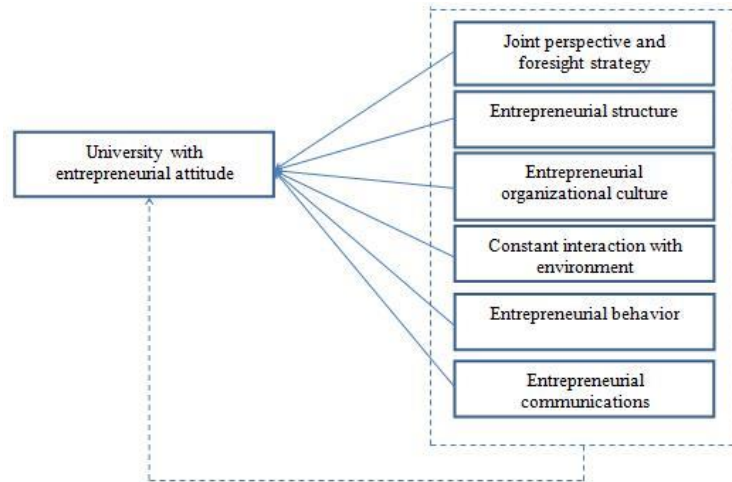 Joint perspective and
foresight strategy
Entrepreneurial structure
University with
entrepreneurial attitude
Entrepreneurial
organizational culture
Constant interaction with
environment
Entrepreneurial behavior
Entrepreneurial
communications